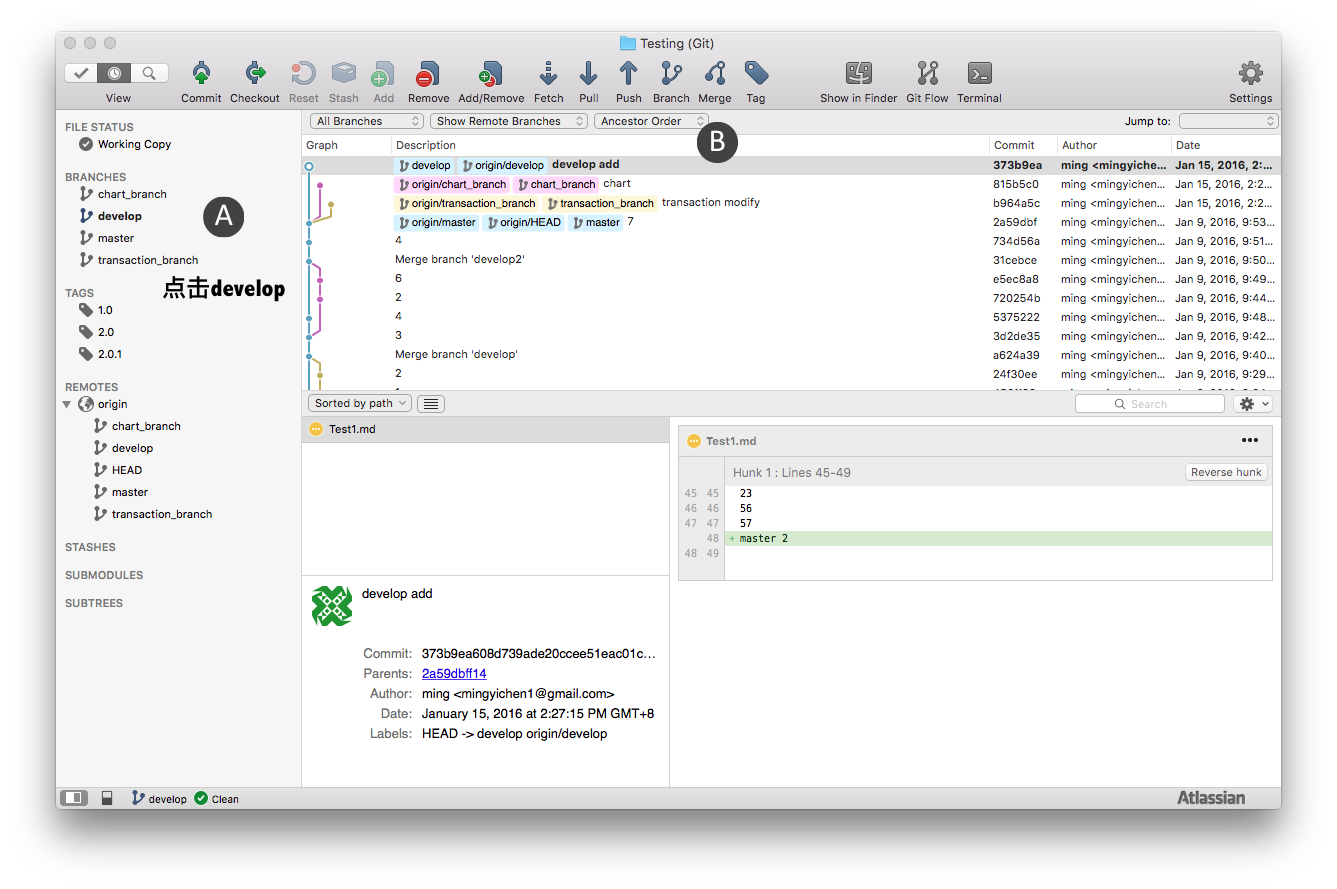 Testing (Git)
View Commit Checkout Reset Stash Add Remove Add/Remove Fetch Pull Push Branch Merge Tag Show in Finder Git Flow Terminal Settings
All Branches Show Remote Branches Ancestor Order Jump to:
FILE STATUS
Working Copy
BRANCHES
chart_branch
develop
master
transaction_branch
A
点击develop
TAGS
1.0
2.0
2.0.1
REMOTES
origin
chart_branch
develop
HEAD
master
transaction_branch
STASHES
SUBMODULES
SUBTREES
B
Graph Description Commit Author Date
develop origin/develop develop add 373b9ea ming <mingyiche... Jan 15, 2016, 2:...
origin/chart_branch chart_branch chart 815b5c0 ming <mingyichen... Jan 15, 2016, 2:2...
origin/transaction_branch transaction_branch transaction modify b964a5c ming <mingyichen... Jan 15, 2016, 2:2...
origin/master origin/HEAD master 7 2a59dbf ming <mingyichen... Jan 9, 2016, 9:53...
4 734d56a ming <mingyichen... Jan 9, 2016, 9:51...
Merge branch 'develop2' 31cebce ming <mingyichen... Jan 9, 2016, 9:50...
6 e5ec8a8 ming <mingyichen... Jan 9, 2016, 9:49...
2 720254b ming <mingyichen... Jan 9, 2016, 9:44...
4 5375222 ming <mingyichen... Jan 9, 2016, 9:48...
3 3d2de35 ming <mingyichen... Jan 9, 2016, 9:42...
Merge branch 'develop' a624a39 ming <mingyichen... Jan 9, 2016, 9:40...
2 24f30ee ming <mingyichen... Jan 9, 2016, 9:29...
Sorted by path Search
Test1.md
Test1.md
Hunk 1 : Lines 45-49 Reverse hunk
45 45 23
46 46 56
47 47 57
48 + master 2
48 49
develop add
Commit: 373b9ea608d739ade20ccee51eac01c...
Parents: 2a59dbff14
Author: ming <mingyichen1@gmail.com>
Date: January 15, 2016 at 2:27:15 PM GMT+8
Labels: HEAD -> develop origin/develop
develop Clean
Atlassian